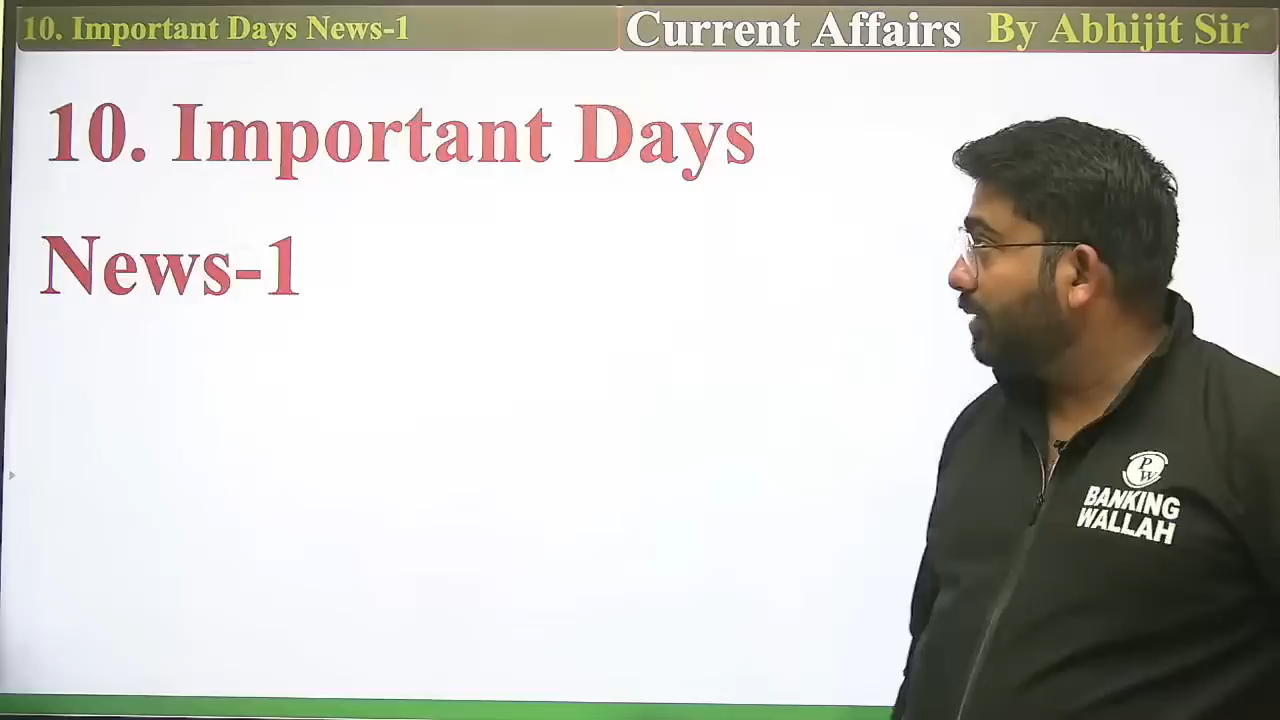 10. Important Days News-1
Current Affairs By Abhijit Sir
10. Important Days
News-1
PW
BANKING
WALLAH